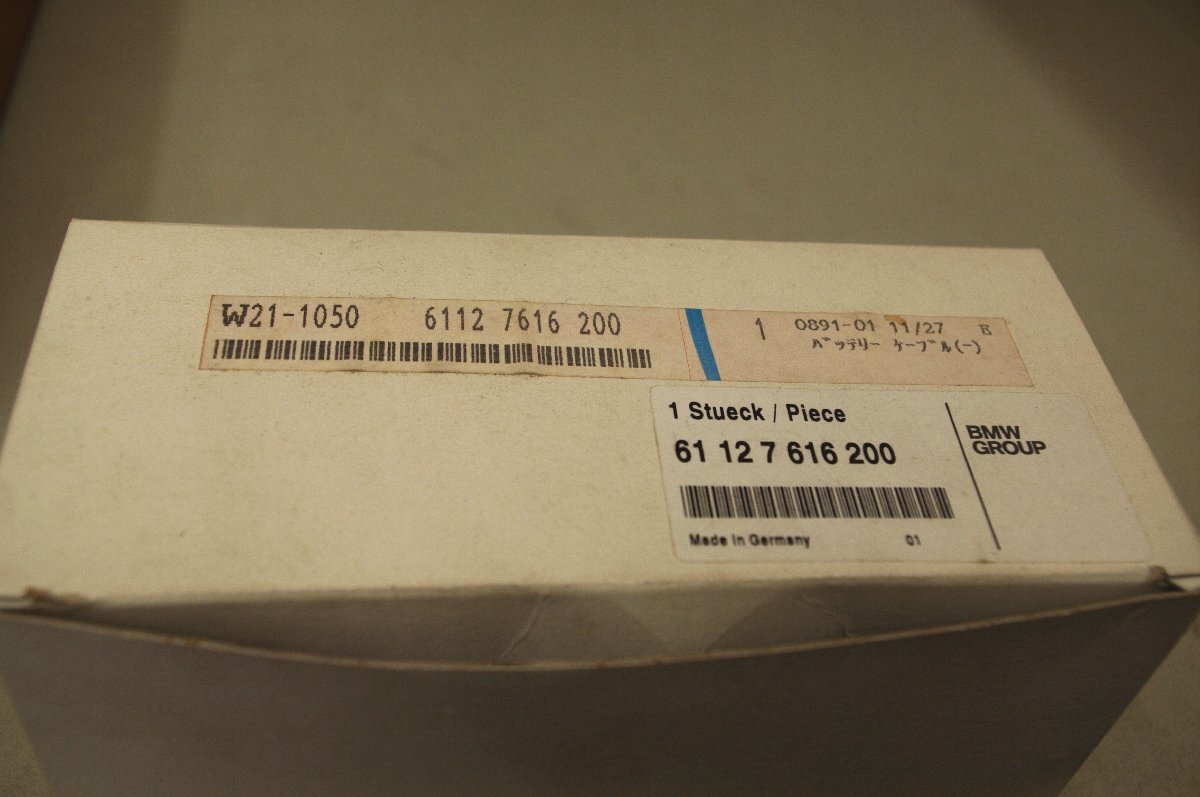 W21-1050 6112 7616 200
1 0891-01 11/27 E
バッテリー ケーブル(-)
1 Stueck / Piece
61 12 7 616 200
BMW
GROUP
Made in Germany 01